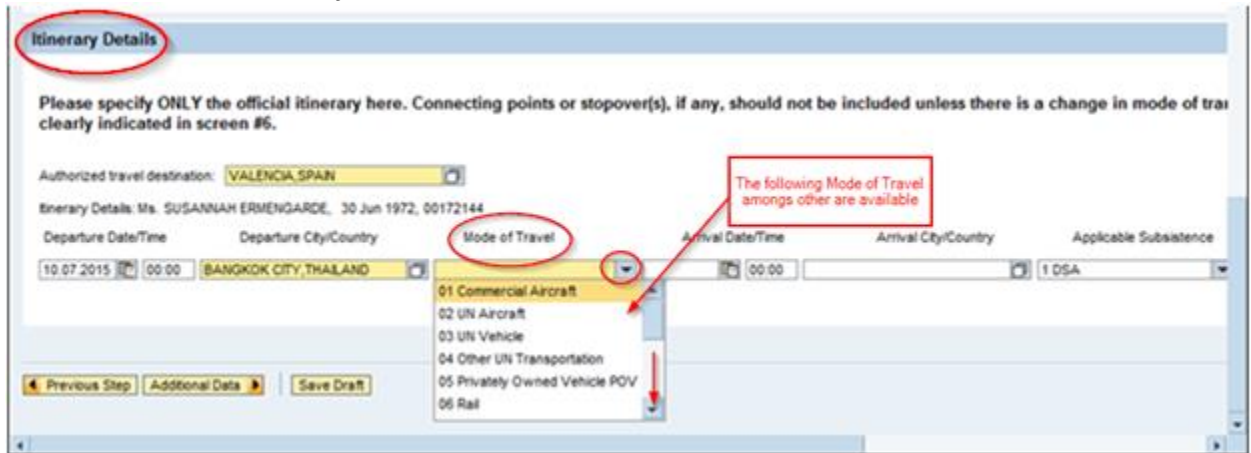 Itinerary Details
Please specify ONLY the official itinerary here. Connecting points or stopover(s), if any, should not be included unless there is a change in mode of
clearly indicated in screen #6.
Authorized travel destination: VALENCIA,SPAIN
Itinerary Details: Ms. SUSANNAH ERMENGARDE, 30 Jun 1972, 00172144
The following Mode of Travel
amongs other are available
Departure Date/Time Departure City/Country Mode of Travel Arrival Date/Time Arrival City/Country Applicable Subsistence
10.07.2015 00:00 BANGKOK CITY,THAILAND 00:00 1 DSA
01 Commercial Aircraft
02 UN Aircraft
03 UN Vehicle
04 Other UN Transportation
05 Privately Owned Vehicle POV
06 Rail
Previous Step Additional Data Save Draft